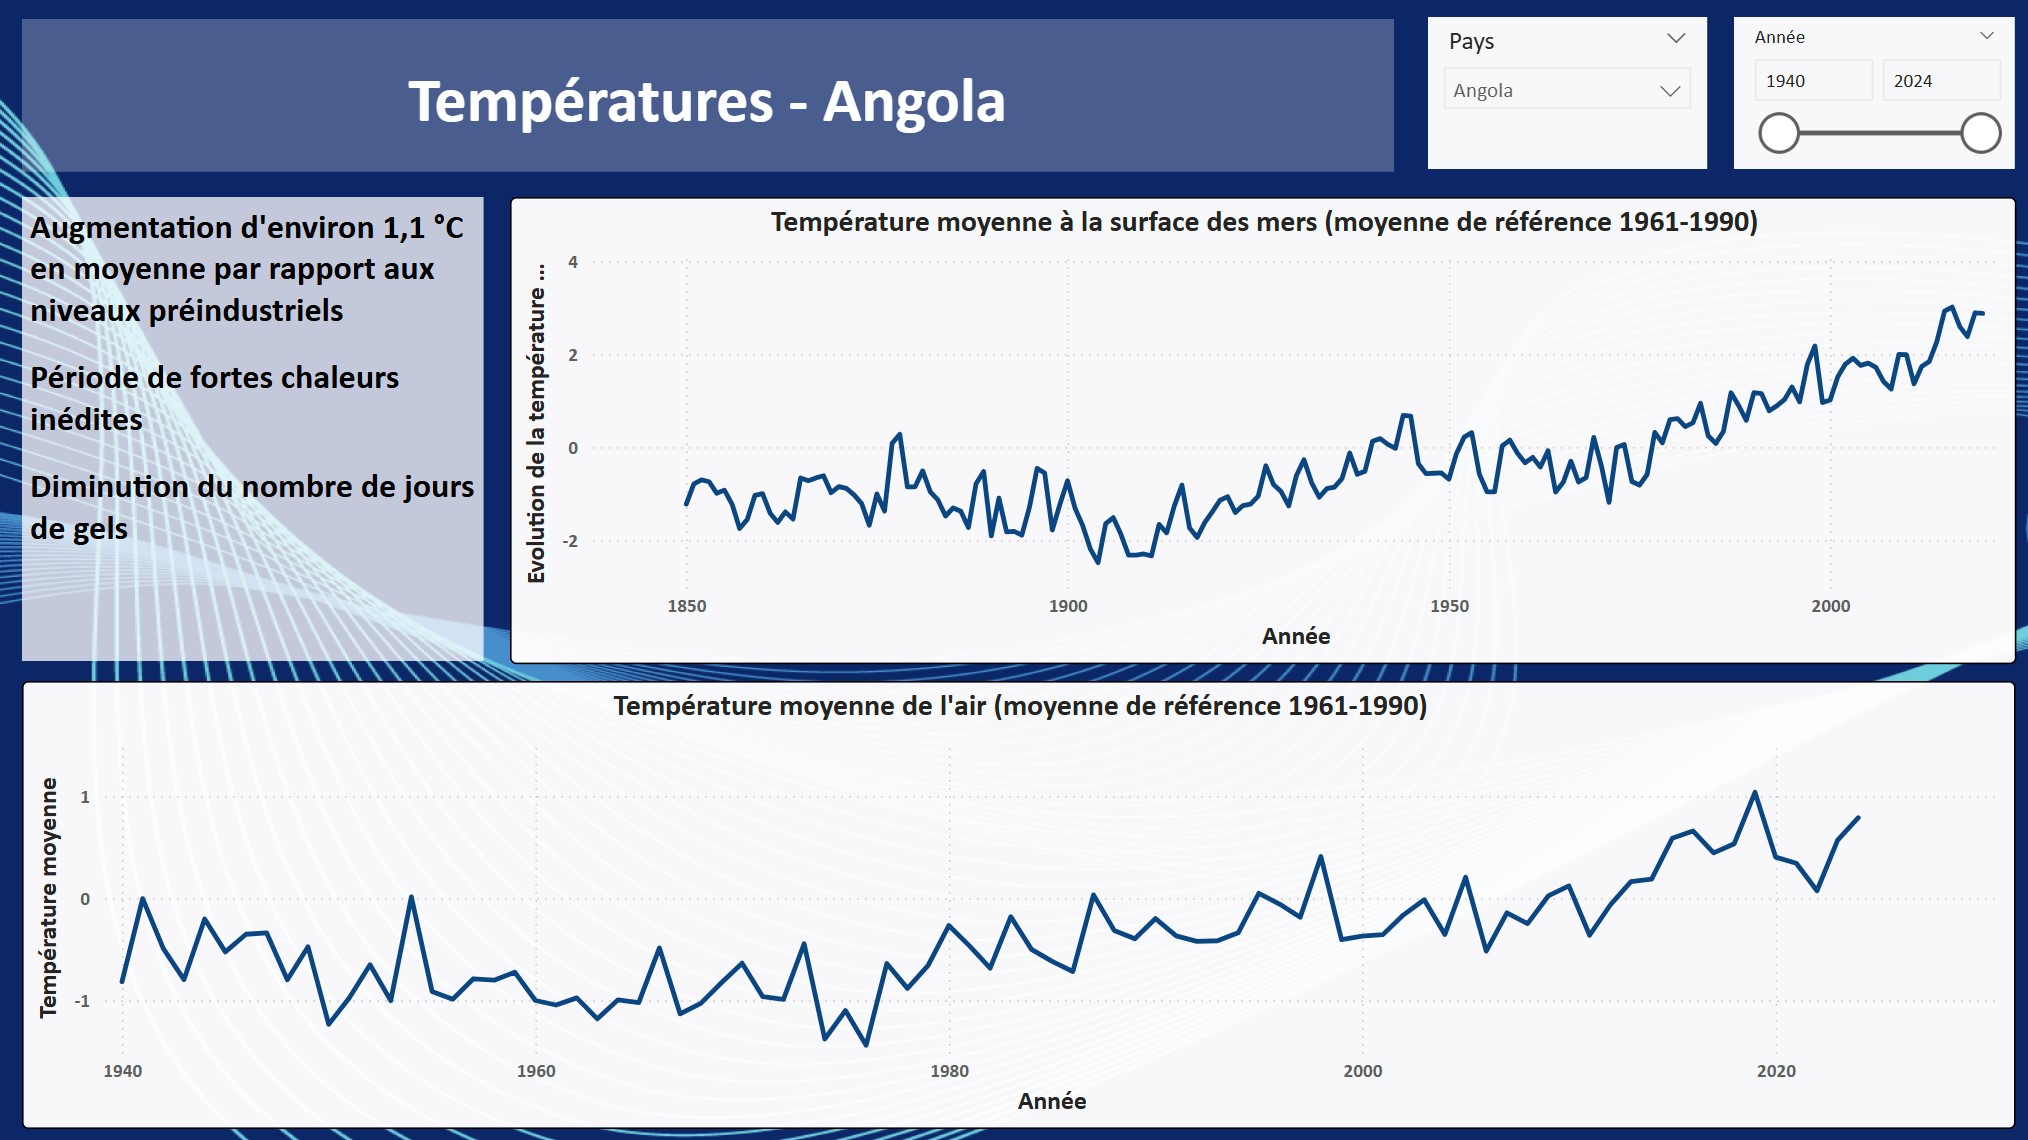 Températures - Angola
Pays
Angola
Année
1940
2024
Augmentation d'environ 1,1 °C
en moyenne par rapport aux
niveaux préindustriels
Période de fortes chaleurs
inédites
Diminution du nombre de jours
de gels
Température moyenne à la surface des mers (moyenne de référence 1961-1990)
Evolution de la température ...
4
2
0
-2
1850
1900
1950
2000
Année
Température moyenne de l'air (moyenne de référence 1961-1990)
Température moyenne
1
0
-1
1940
1960
1980
2000
2020
Année